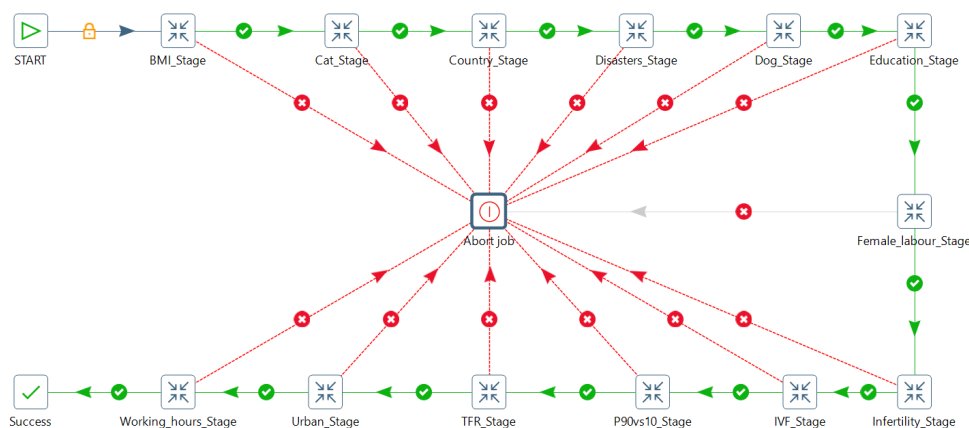 START
BMI_Stage
Cat_Stage
Country_Stage
Disasters_Stage
Dog_Stage
Education_Stage
Abort job
Female_labour_Stage
Success
Working_hours_Stage
Urban_Stage
TFR_Stage
P90vs10_Stage
IVF_Stage
Infertility_Stage